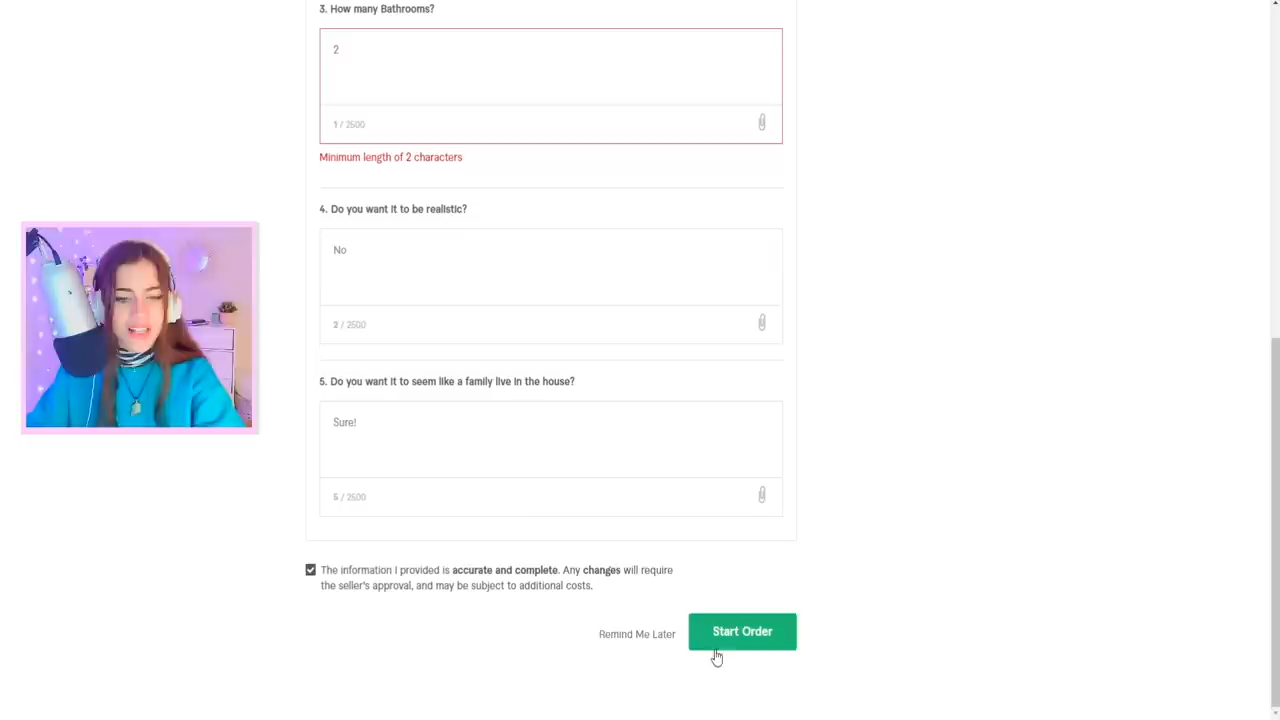 3. How many Bathrooms?
2
1 / 2500
Minimum length of 2 characters
4. Do you want it to be realistic?
No
2 / 2500
5. Do you want it to seem like a family live in the house?
Sure!
5 / 2500
The information I provided is accurate and complete. Any changes will require
the seller's approval, and may be subject to additional costs.
Remind Me Later
Start Order